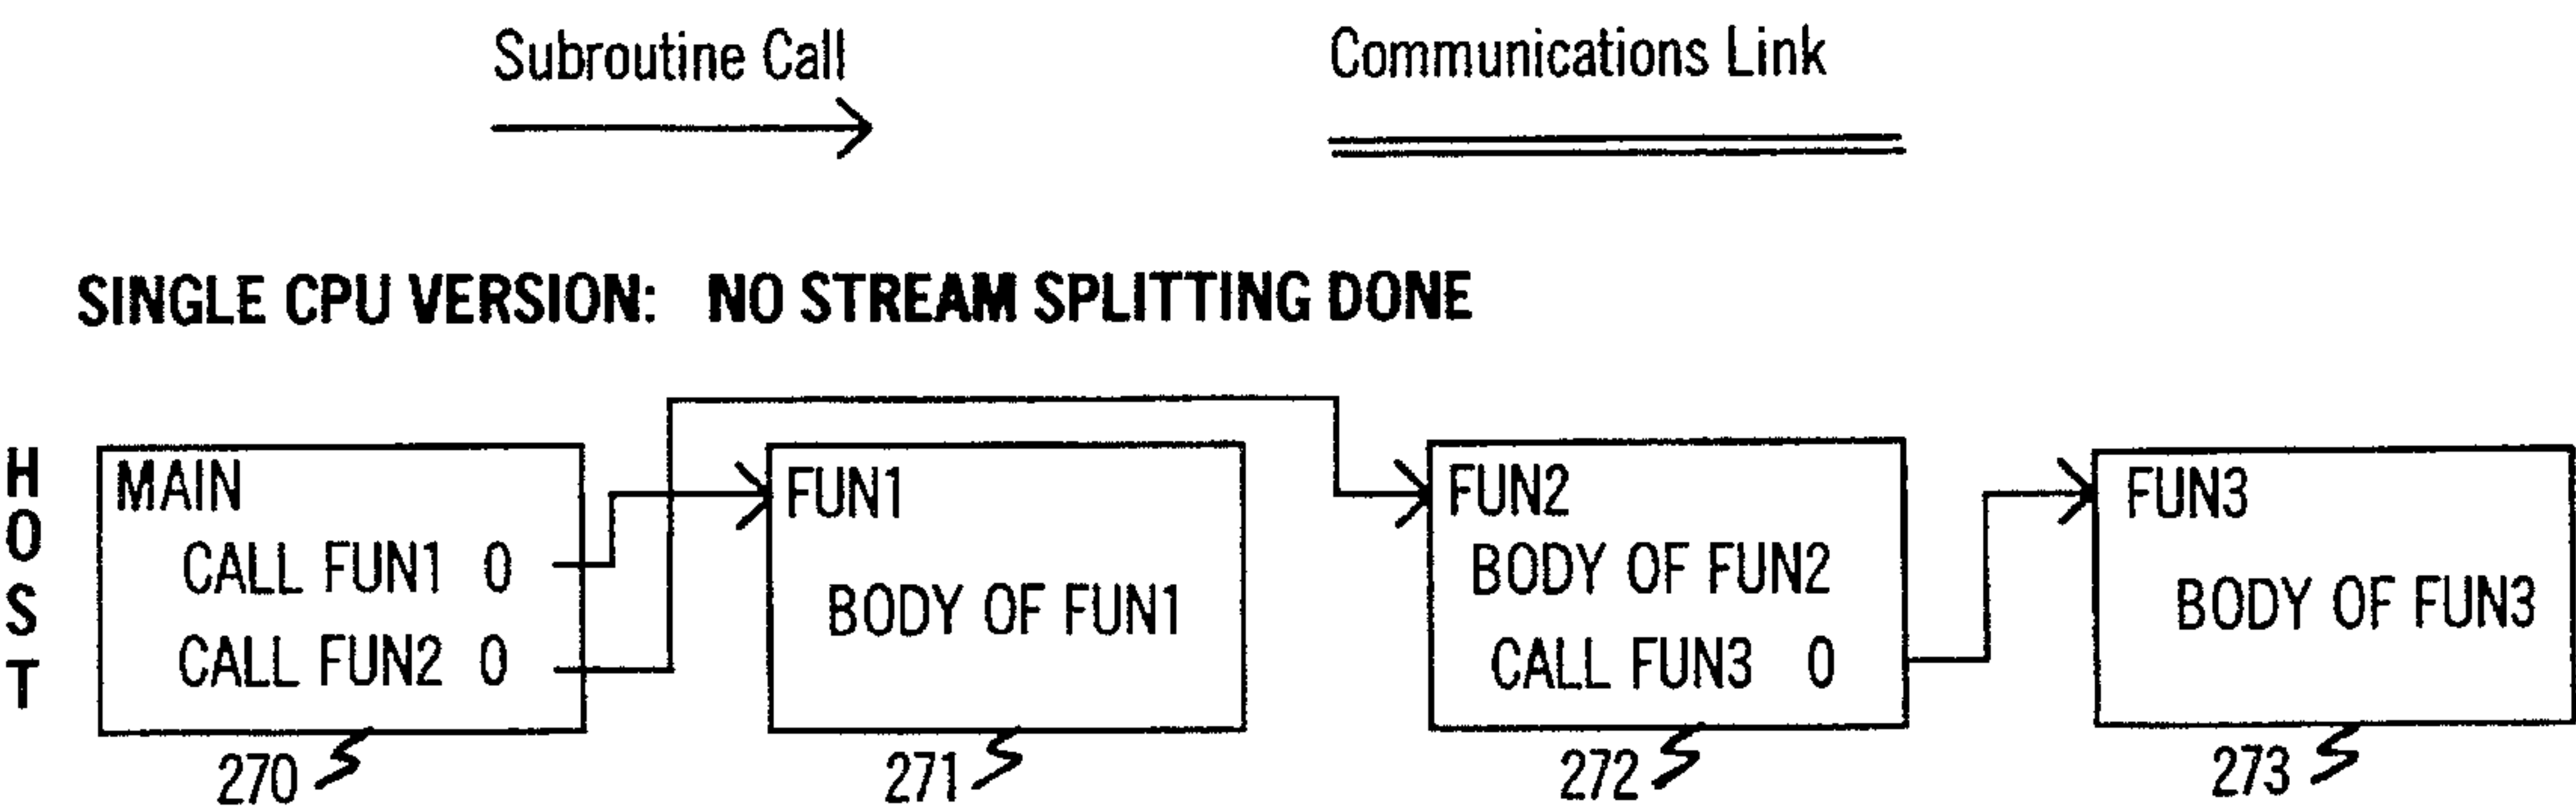 Subroutine Call
Communications Link
SINGLE CPU VERSION: NO STREAM SPLITTING DONE
HOST
MAIN
CALL FUN1 0
CALL FUN2 0
270
FUN1
BODY OF FUN1
271
FUN2
BODY OF FUN2
CALL FUN3 0
272
FUN3
BODY OF FUN3
273